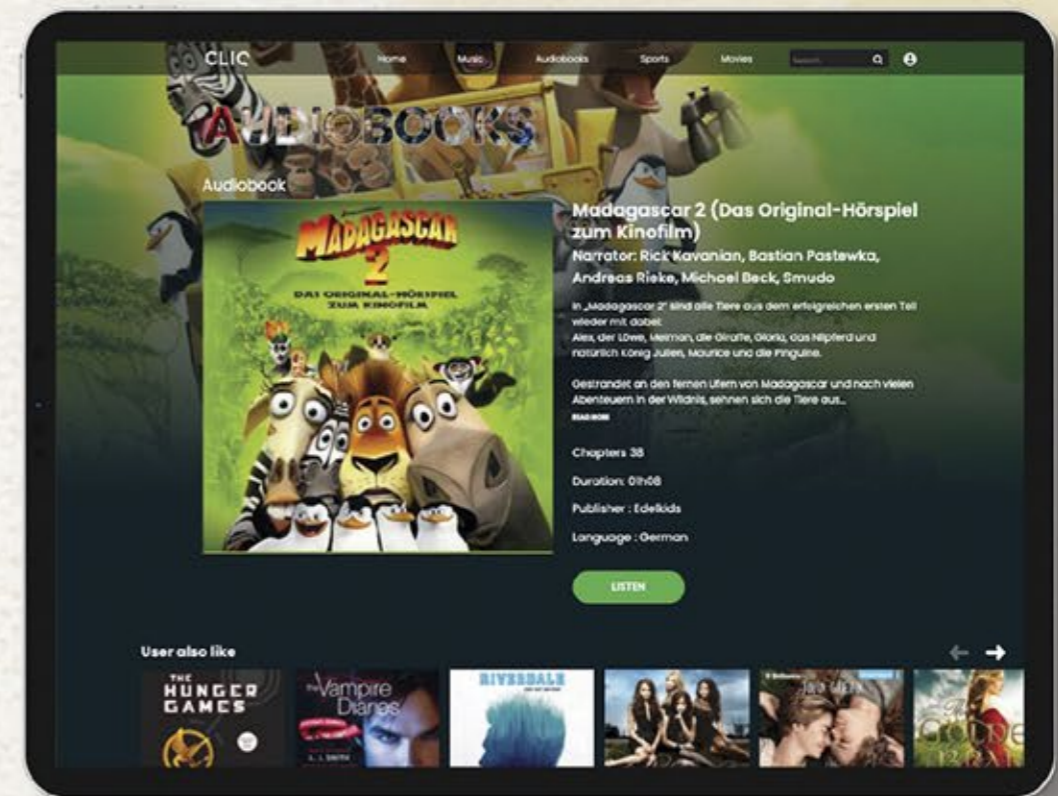 CLIQ
Home Music Audiobooks Sports Movies Search...
AUDIOBOOKS
Audiobook
MADAGASCAR
2
DAS ORIGINAL-HÖRSPIEL
ZUM KINOFILM
Madagascar 2 (Das Original-Hörspiel
zum Kinofilm)
Narrator: Rick Kavanian, Bastian Pastewka,
Andreas Rieke, Michael Beck, Smudo
In „Madagascar 2“ sind alle Tiere aus dem erfolgreichen ersten Teil
wieder mit dabei:
Alex, der Löwe, Melman, die Giraffe, Gloria, das Nilpferd und
natürlich König Julien, Maurice und die Pinguine.
Gestrandet an den fernen Ufern von Madagascar und nach vielen
Abenteuern in der Wildnis, sehnen sich die Tiere aus...
READ MORE
Chapters 38
Duration: 01h08
Publisher : Edelkids
Language : German
LISTEN
User also like
THE
HUNGER
GAMES
The Vampire
Diaries
L. J. SMITH
RIVERDALE
The